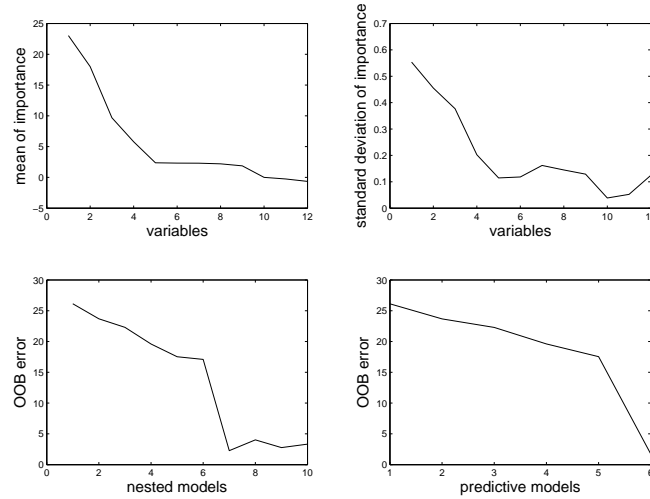 25
20
15
10
5
0
−5
0 2 4 6 8 10 12
mean of importance
variables
0.7
0.6
0.5
0.4
0.3
0.2
0.1
0
0 2 4 6 8 10 12
standard deviation of importance
variables
30
25
20
15
10
5
0
0 2 4 6 8 10
OOB error
nested models
30
25
20
15
10
5
0
1 2 3 4 5 6
OOB error
predictive models